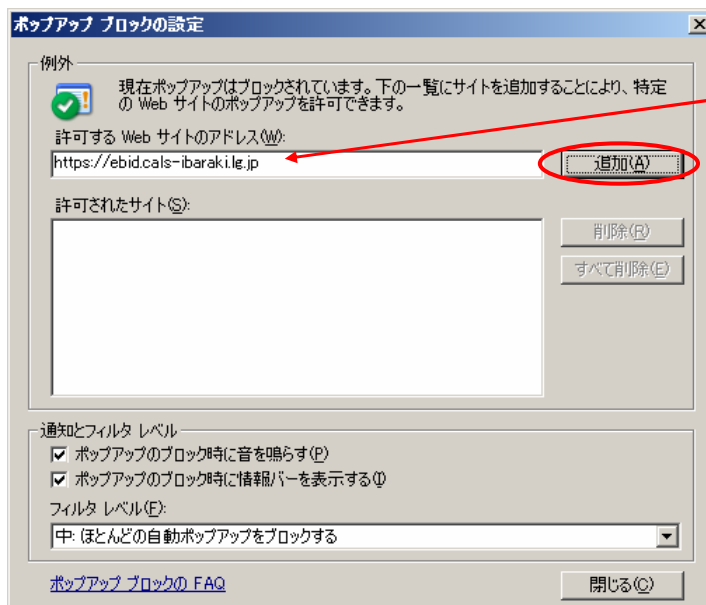 ポップアップ ブロックの設定
例外
現在ポップアップはブロックされています。下の一覧にサイトを追加することにより、特定
の Web サイトのポップアップを許可できます。
許可する Web サイトのアドレス(W):
https://ebid.cals-ibaraki.lg.jp
追加(A)
許可されたサイト(S):
削除(R)
すべて削除(E)
通知とフィルタ レベル
ポップアップのブロック時に音を鳴らす(P)
ポップアップのブロック時に情報バーを表示する(I)
フィルタ レベル(F):
中: ほとんどの自動ポップアップをブロックする
ポップアップ ブロックの FAQ
閉じる(C)